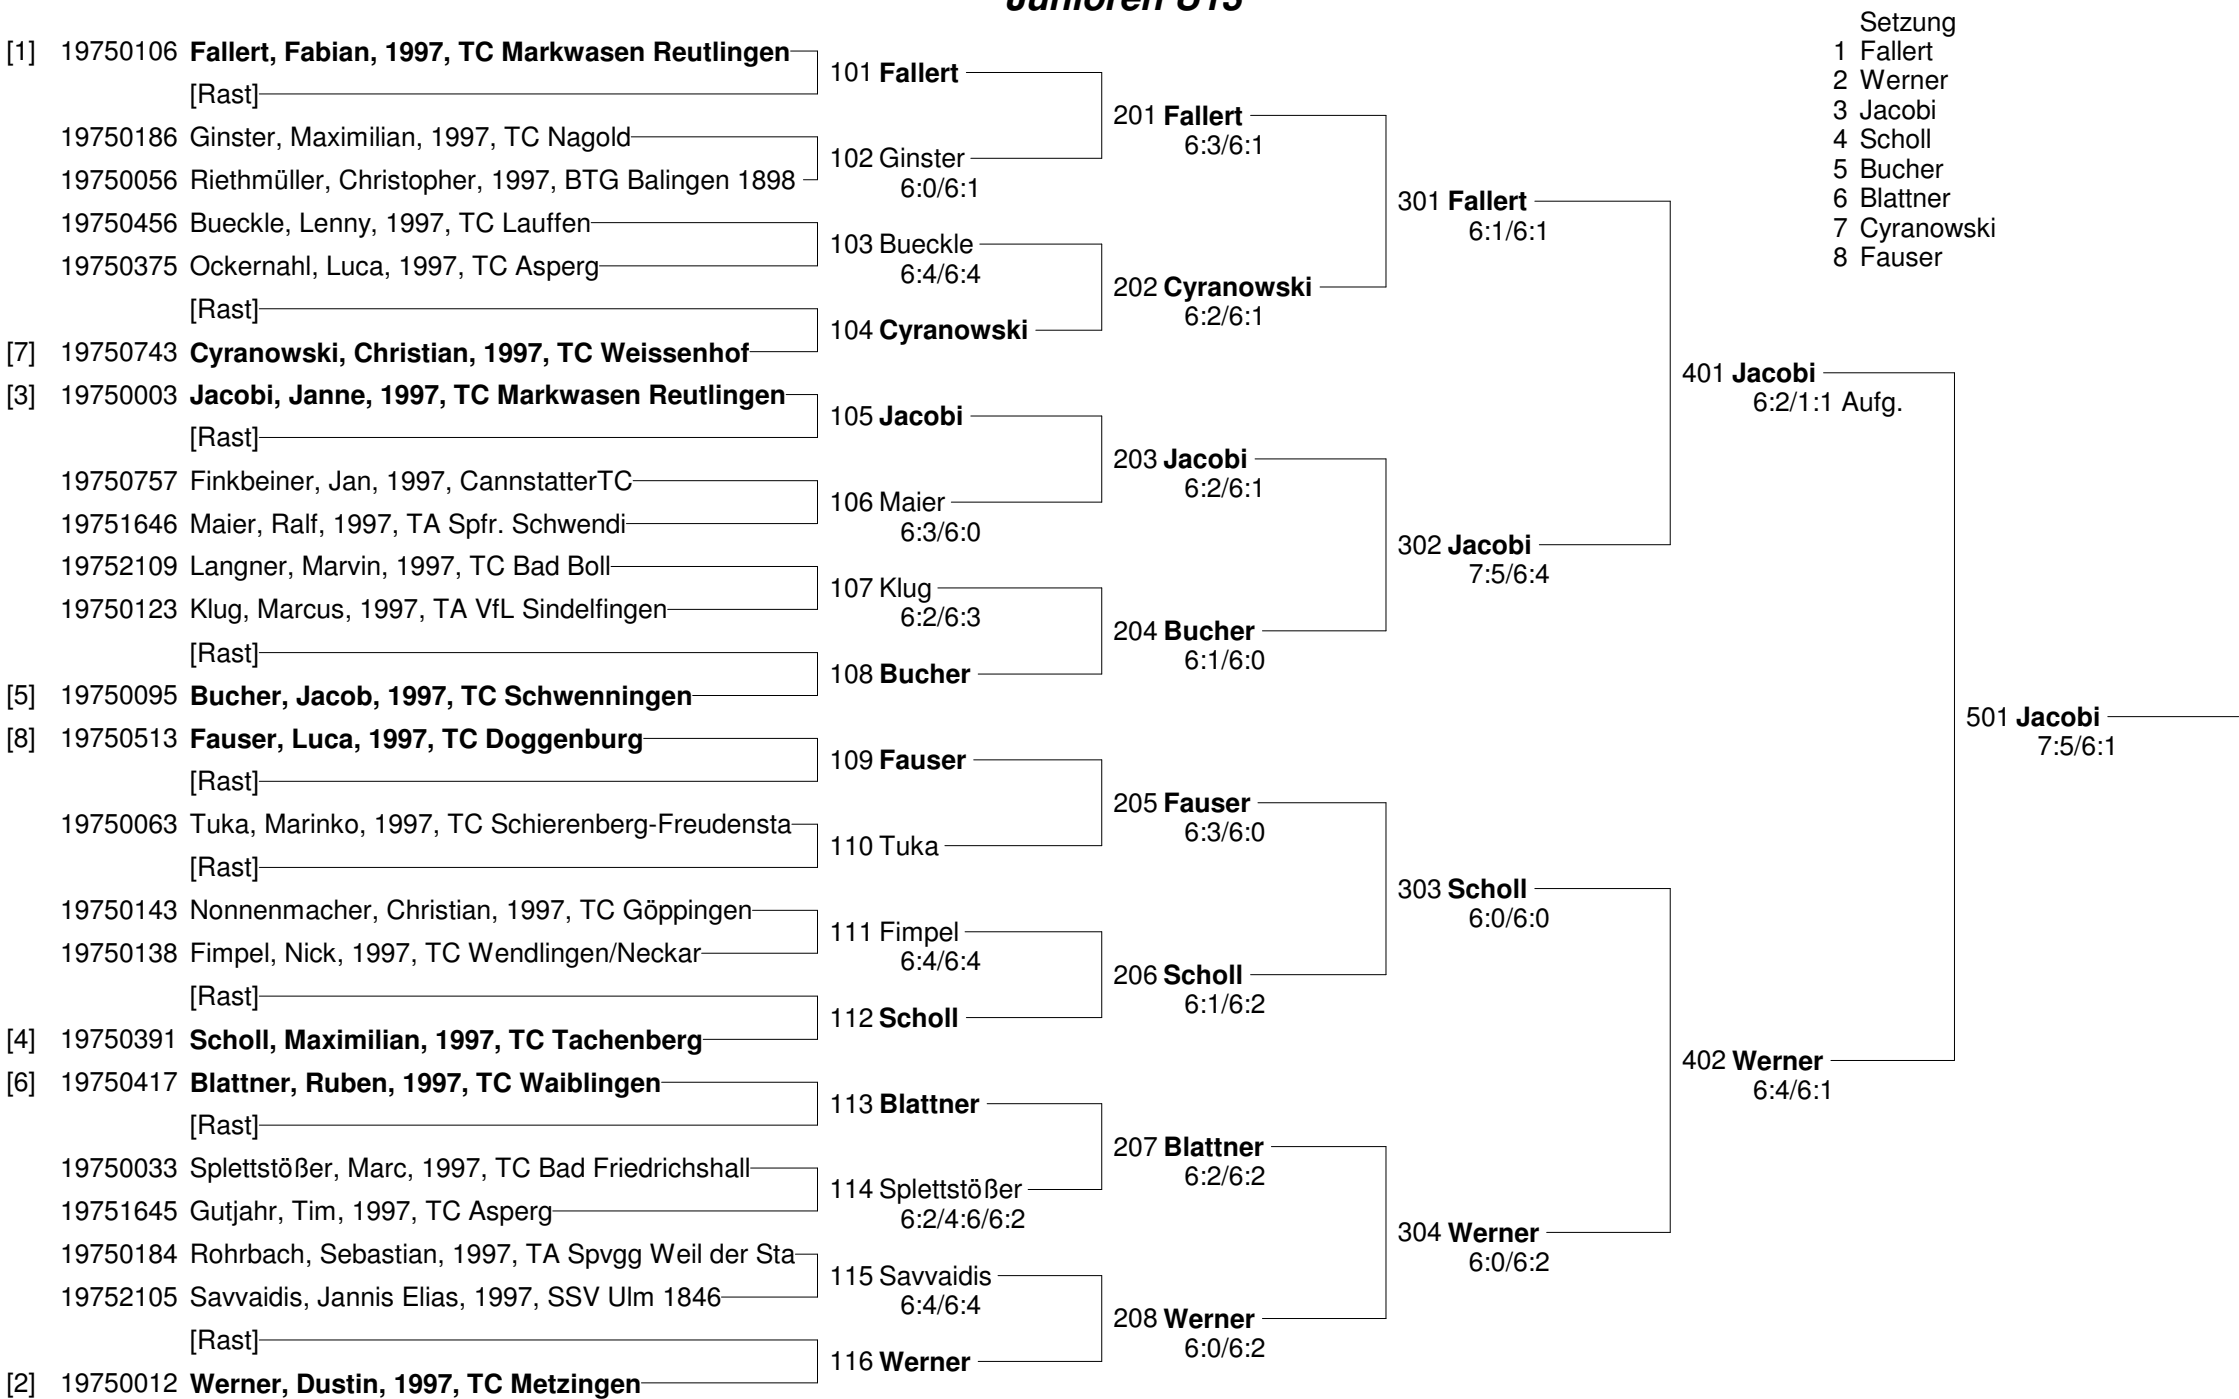 Junioren U13
Setzung
1 Fallert
2 Werner
3 Jacobi
4 Scholl
5 Bucher
6 Blattner
7 Cyranowski
8 Fauser
[1] 19750106 Fallert, Fabian, 1997, TC Markwasen Reutlingen
[Rast]
19750186 Ginster, Maximilian, 1997, TC Nagold
19750056 Riethmüller, Christopher, 1997, BTG Balingen 1898
19750456 Bueckle, Lenny, 1997, TC Lauffen
19750375 Ockernahl, Luca, 1997, TC Asperg
[Rast]
[7] 19750743 Cyranowski, Christian, 1997, TC Weissenhof
[3] 19750003 Jacobi, Janne, 1997, TC Markwasen Reutlingen
[Rast]
19750757 Finkbeiner, Jan, 1997, CannstatterTC
19751646 Maier, Ralf, 1997, TA Spfr. Schwendi
19752109 Langner, Marvin, 1997, TC Bad Boll
19750123 Klug, Marcus, 1997, TA VfL Sindelfingen
[Rast]
[5] 19750095 Bucher, Jacob, 1997, TC Schwenningen
[8] 19750513 Fauser, Luca, 1997, TC Doggenburg
[Rast]
19750063 Tuka, Marinko, 1997, TC Schierenberg-Freudensta
[Rast]
19750143 Nonnenmacher, Christian, 1997, TC Göppingen
19750138 Fimpel, Nick, 1997, TC Wendlingen/Neckar
[Rast]
[4] 19750391 Scholl, Maximilian, 1997, TC Tachenberg
[6] 19750417 Blattner, Ruben, 1997, TC Waiblingen
[Rast]
19750033 Splettstößer, Marc, 1997, TC Bad Friedrichshall
19751645 Gutjahr, Tim, 1997, TC Asperg
19750184 Rohrbach, Sebastian, 1997, TA Spvgg Weil der Sta
19752105 Savvaidis, Jannis Elias, 1997, SSV Ulm 1846
[Rast]
[2] 19750012 Werner, Dustin, 1997, TC Metzingen
101 Fallert
102 Ginster
6:0/6:1
103 Bueckle
6:4/6:4
104 Cyranowski
105 Jacobi
106 Maier
6:3/6:0
107 Klug
6:2/6:3
108 Bucher
109 Fauser
110 Tuka
111 Fimpel
6:4/6:4
112 Scholl
113 Blattner
114 Splettstößer
6:2/4:6/6:2
115 Savvaidis
6:4/6:4
116 Werner
201 Fallert
6:3/6:1
202 Cyranowski
6:2/6:1
203 Jacobi
6:2/6:1
204 Bucher
6:1/6:0
205 Fauser
6:3/6:0
206 Scholl
6:1/6:2
207 Blattner
6:2/6:2
208 Werner
6:0/6:2
301 Fallert
6:1/6:1
302 Jacobi
7:5/6:4
303 Scholl
6:0/6:0
304 Werner
6:0/6:2
401 Jacobi
6:2/1:1 Aufg.
402 Werner
6:4/6:1
501 Jacobi
7:5/6:1